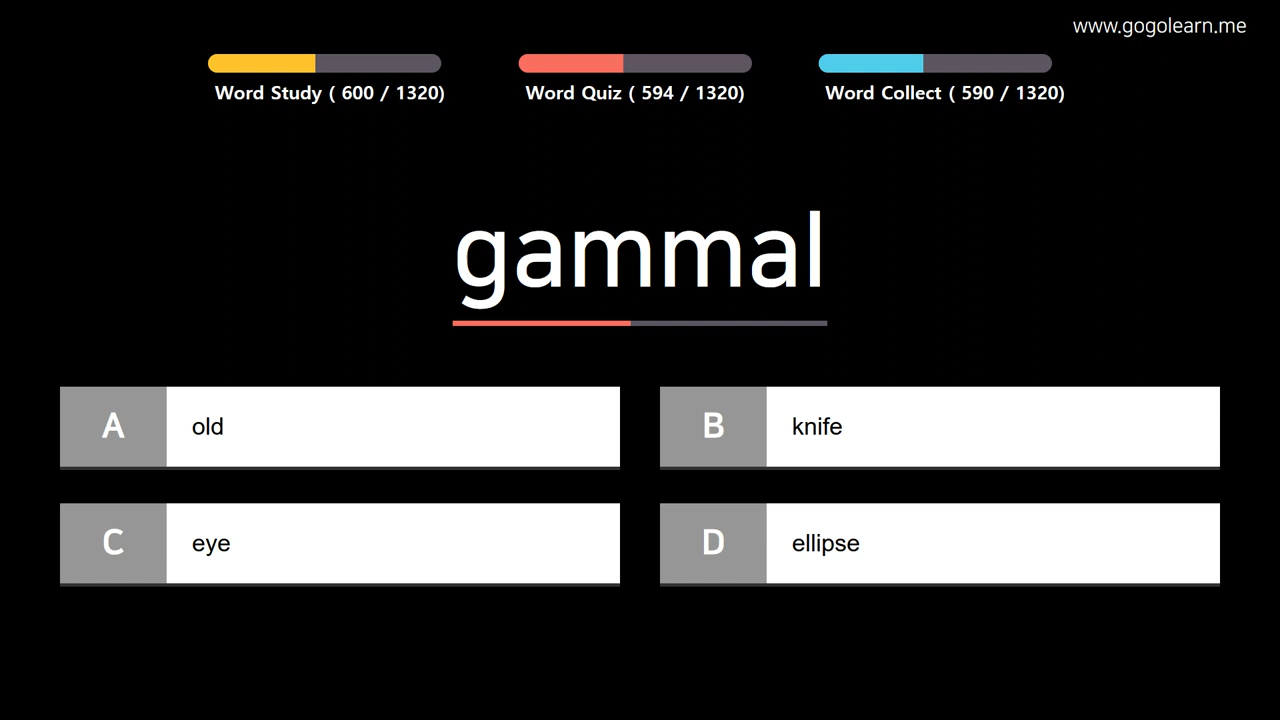 www.gogolearn.me
Word Study ( 600 / 1320)
Word Quiz ( 594 / 1320)
Word Collect ( 590 / 1320)
gammal
A old
B knife
C eye
D ellipse